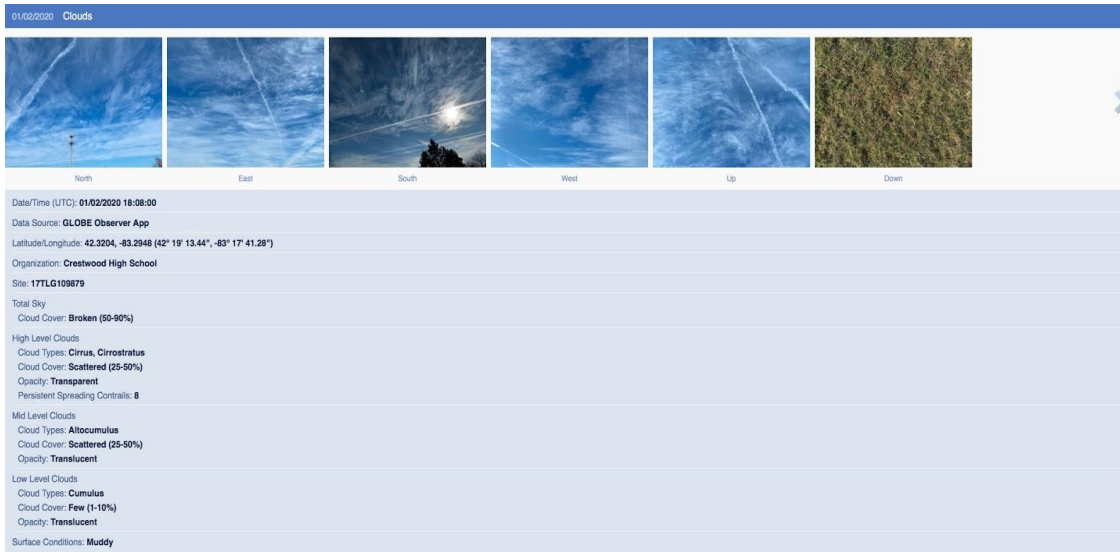 01/02/2020 Clouds
North East South West Up Down
Date/Time (UTC): 01/02/2020 18:08:00
Data Source: GLOBE Observer App
Latitude/Longitude: 42.3204, -83.2948 (42° 19' 13.44", -83° 17' 41.28")
Organization: Crestwood High School
Site: 17TLG109879
Total Sky
Cloud Cover: Broken (50-90%)
High Level Clouds
Cloud Types: Cirrus, Cirrostratus
Cloud Cover: Scattered (25-50%)
Opacity: Transparent
Persistent Spreading Contrails: 8
Mid Level Clouds
Cloud Types: Altocumulus
Cloud Cover: Scattered (25-50%)
Opacity: Translucent
Low Level Clouds
Cloud Types: Cumulus
Cloud Cover: Few (1-10%)
Opacity: Translucent
Surface Conditions: Muddy